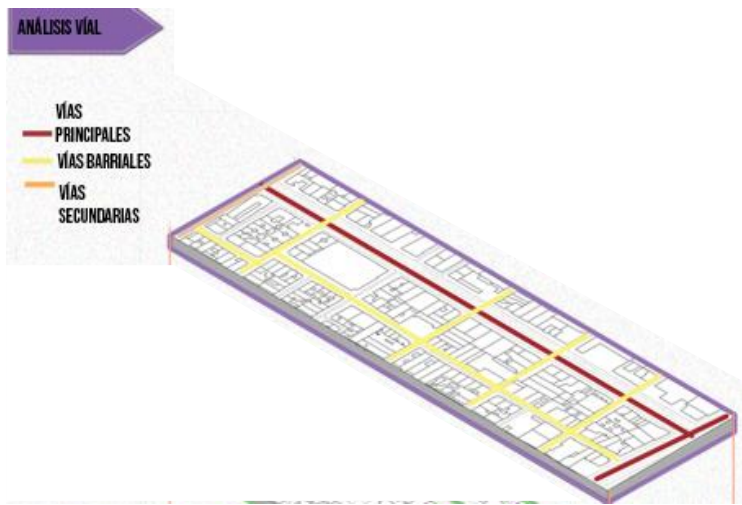 ANÁLISIS VÍAL
VÍAS
PRINCIPALES
VÍAS BARRIALES
VÍAS
SECUNDARIAS